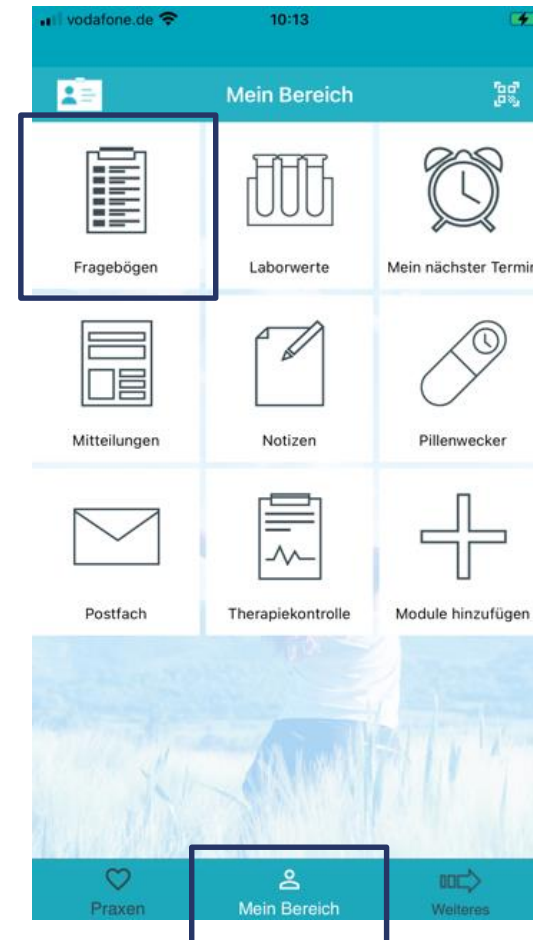 vodafone.de 10:13
Mein Bereich
Fragebögen Laborwerte Mein nächster Termin
Mitteilungen Notizen Pillenwecker
Postfach Therapiekontrolle Module hinzufügen
Praxen Mein Bereich Weiteres